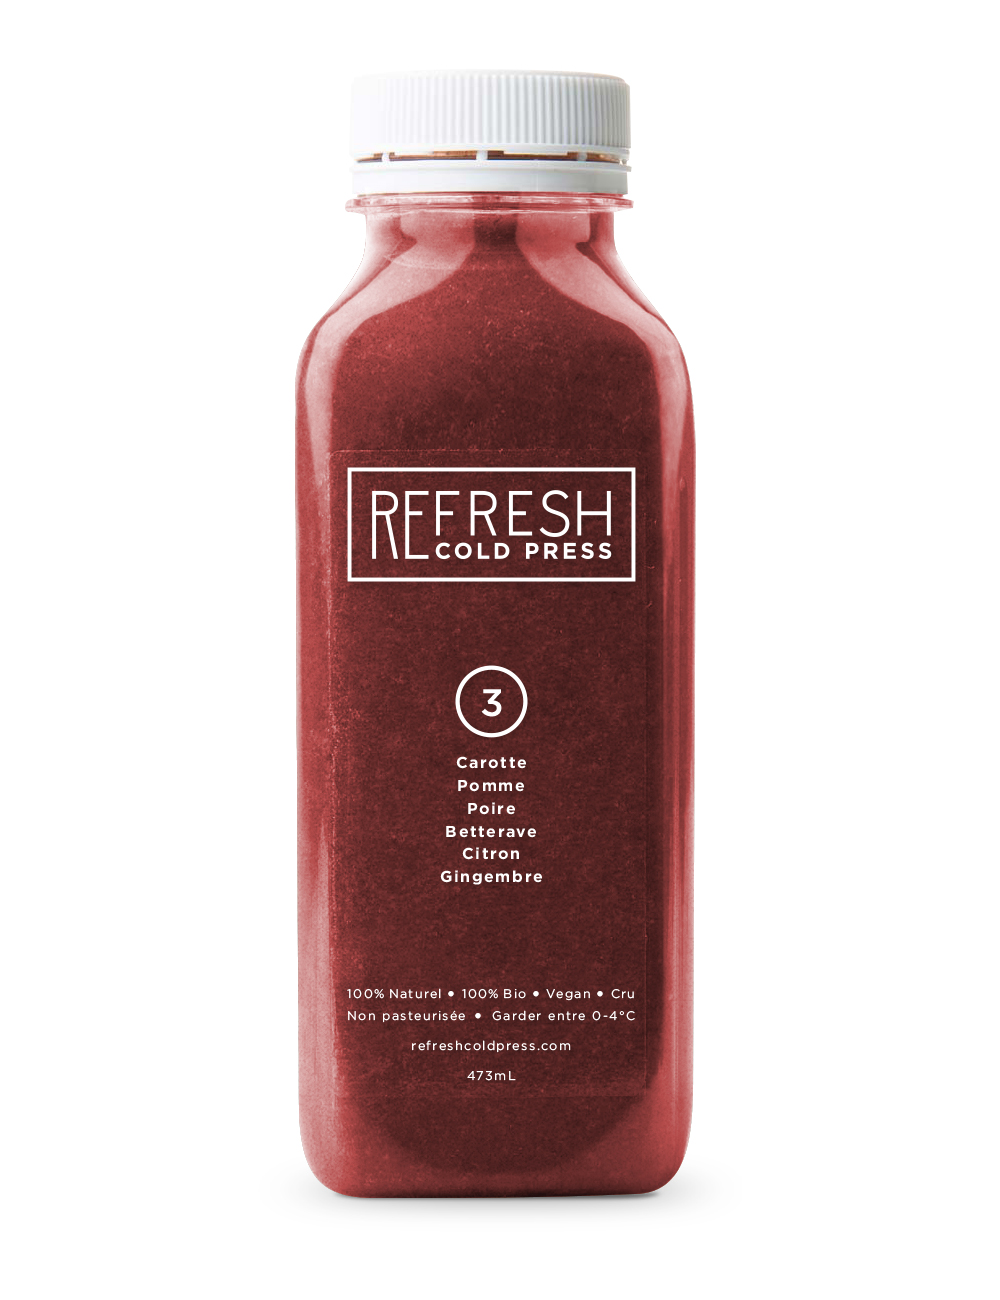 REFRESH
COLD PRESS
3
Carotte
Pomme
Poire
Betterave
Citron
Gingembre
100% Naturel • 100% Bio • Vegan • Cru
Non pasteurisée • Garder entre 0-4°C
refreshcoldpress.com
473mL